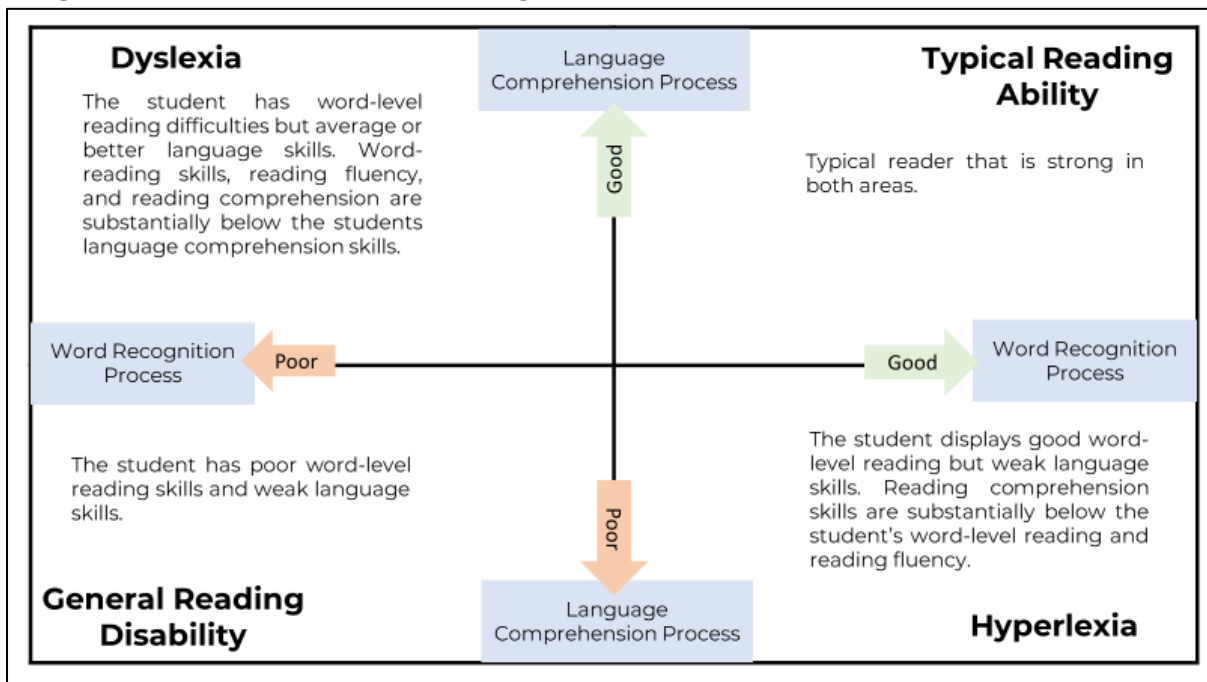 Dyslexia
The student has word-level
reading difficulties but average or
better language skills. Word-
reading skills, reading fluency,
and reading comprehension are
substantially below the students
language comprehension skills.
Language
Comprehension Process
Good
Typical Reading
Ability
Typical reader that is strong in
both areas.
Word Recognition
Process
Poor
Good
Word Recognition
Process
The student has poor word-level
reading skills and weak language
skills.
General Reading
Disability
Poor
Language
Comprehension Process
The student displays good word-
level reading but weak language
skills. Reading comprehension
skills are substantially below the
student’s word-level reading and
reading fluency.
Hyperlexia